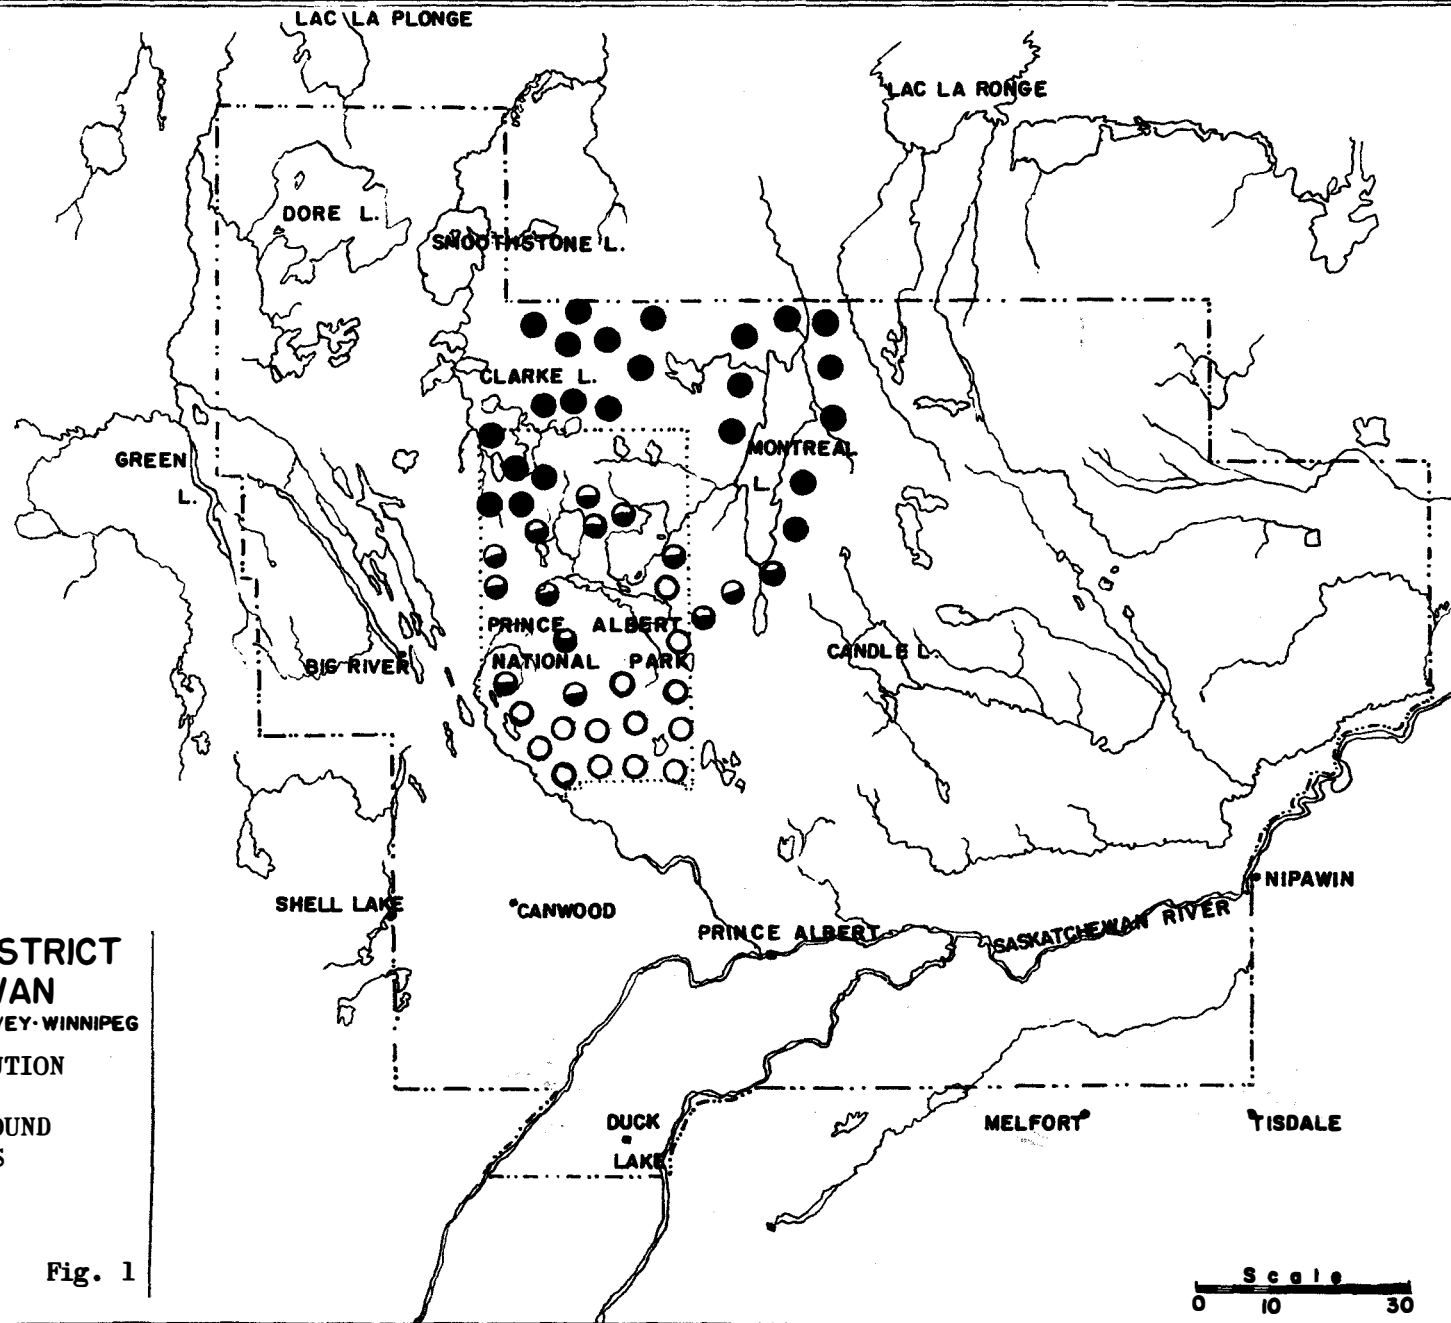 LAC LA PLONGE
LAC LA RONGE
DORE L.
SMOOTHSTONE L.
CLARKE L.
GREEN
L.
MONTREAL
L.
PRINCE ALBERT
NATIONAL PARK
BIG RIVER
CANDLE L.
SHELL LAKE
CANWOOD
NIPAWIN
PRINCE ALBERT
SASKATCHEWAN RIVER
STRICT
VAN
VEY·WINNIPEG
UTION
OUND
S
DUCK
LAKE
MELFORT
TISDALE
Fig. 1
Scale
0 10 30